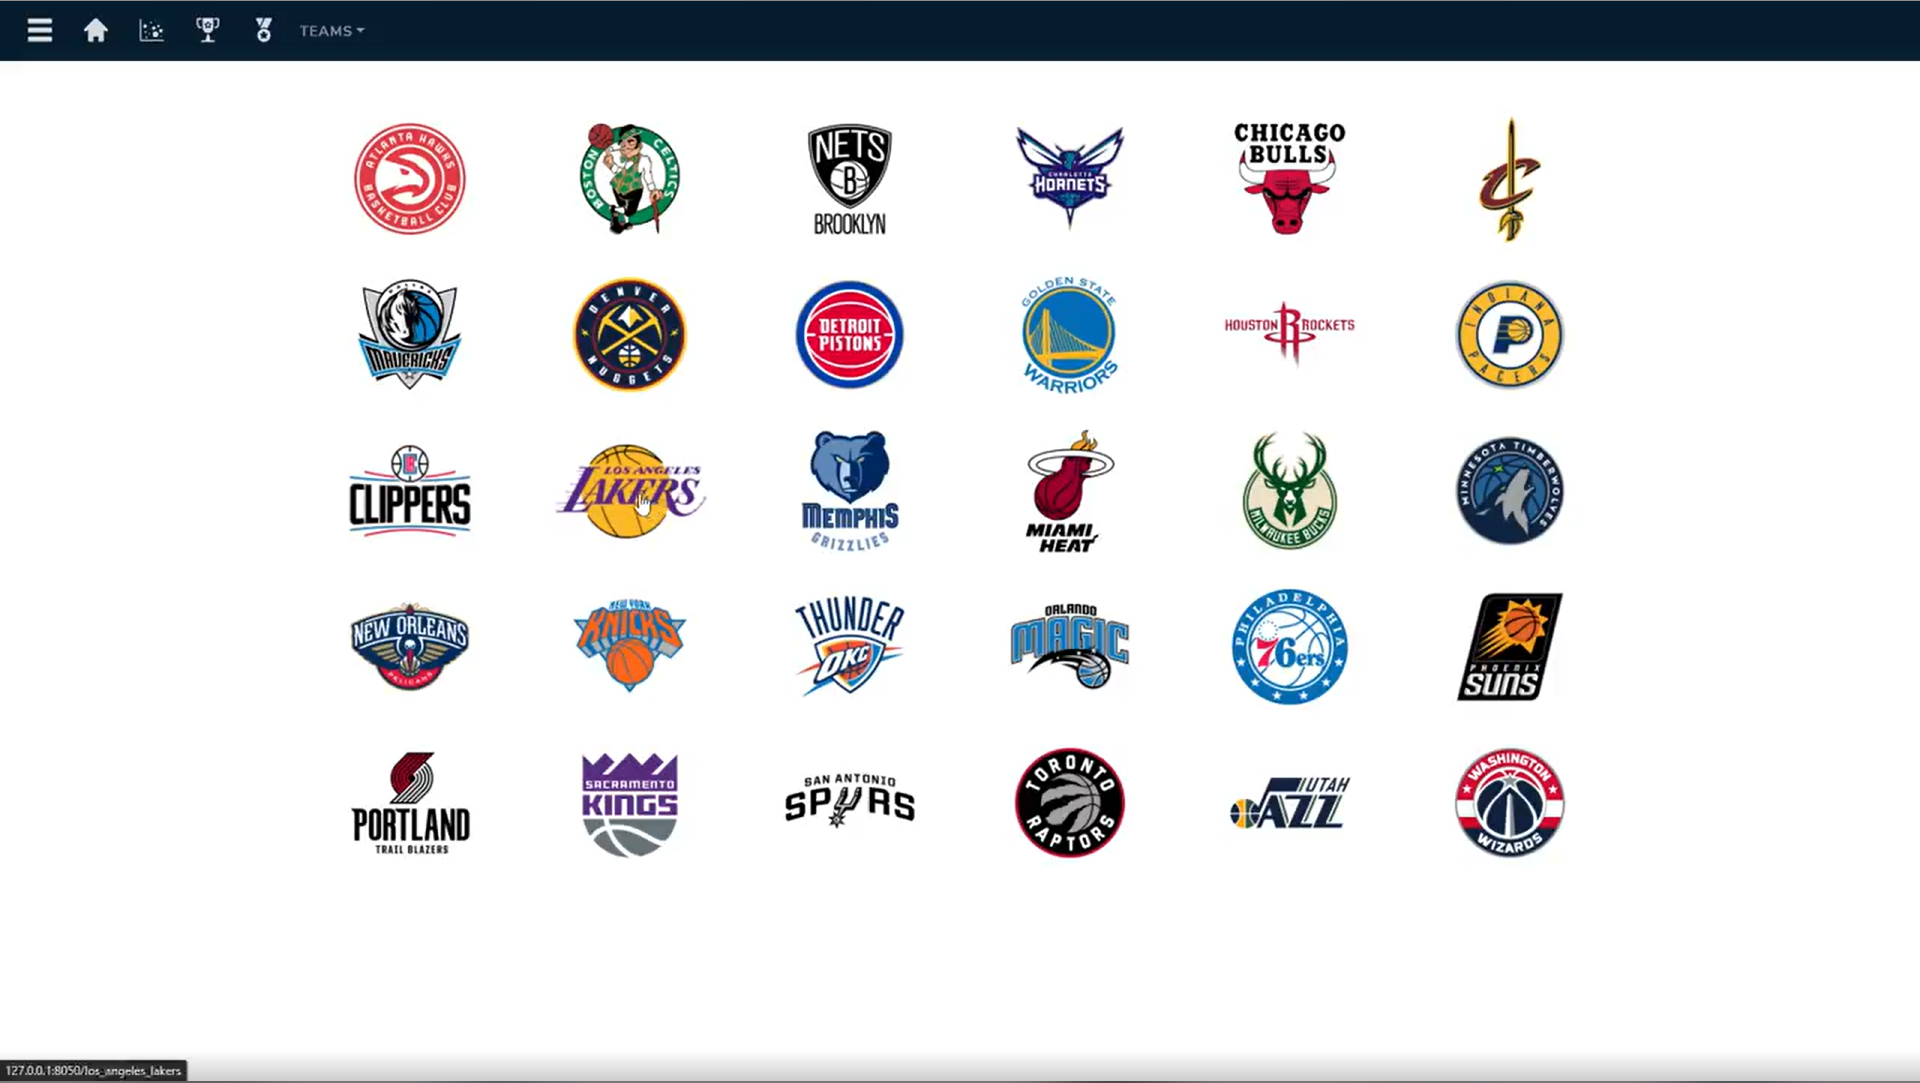 TEAMS
ATLANTA HAWKS
BASKETBALL CLUB
BOSTON CELTICS
NETS
B
BROOKLYN
CHARLOTTE
HORNETS
CHICAGO
BULLS
C
DALLAS
MAVERICKS
DENVER
NUGGETS
DETROIT
PISTONS
GOLDEN STATE
WARRIORS
HOUSTON R ROCKETS
INDIANA
P
PACERS
CLIPPERS
LOS ANGELES
LAKERS
MEMPHIS
GRIZZLIES
MIAMI
HEAT
MILWAUKEE BUCKS
MINNESOTA TIMBERWOLVES
NEW ORLEANS
PELICANS
NEW YORK
KNICKS
THUNDER
OKC
ORLANDO
MAGIC
PHILADELPHIA
76ers
PHOENIX
SUNS
PORTLAND
TRAIL BLAZERS
SACRAMENTO
KINGS
SAN ANTONIO
SPURS
TORONTO
RAPTORS
UTAH
JAZZ
WASHINGTON
WIZARDS
127.0.0.1:8050/los_angeles_lakers